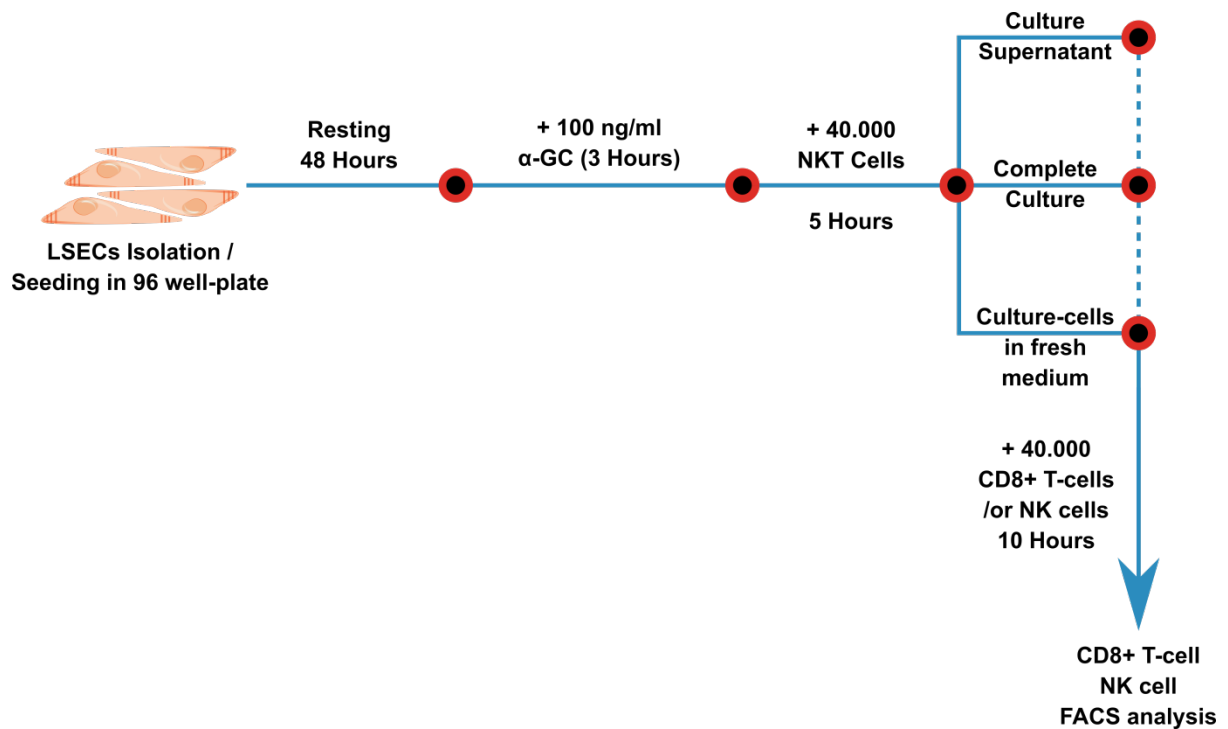 LSECs Isolation /
Seeding in 96 well-plate
Resting
48 Hours
+ 100 ng/ml
α-GC (3 Hours)
+ 40.000
NKT Cells
5 Hours
Culture
Supernatant
Complete
Culture
Culture-cells
in fresh
medium
+ 40.000
CD8+ T-cells
/or NK cells
10 Hours
CD8+ T-cell
NK cell
FACS analysis